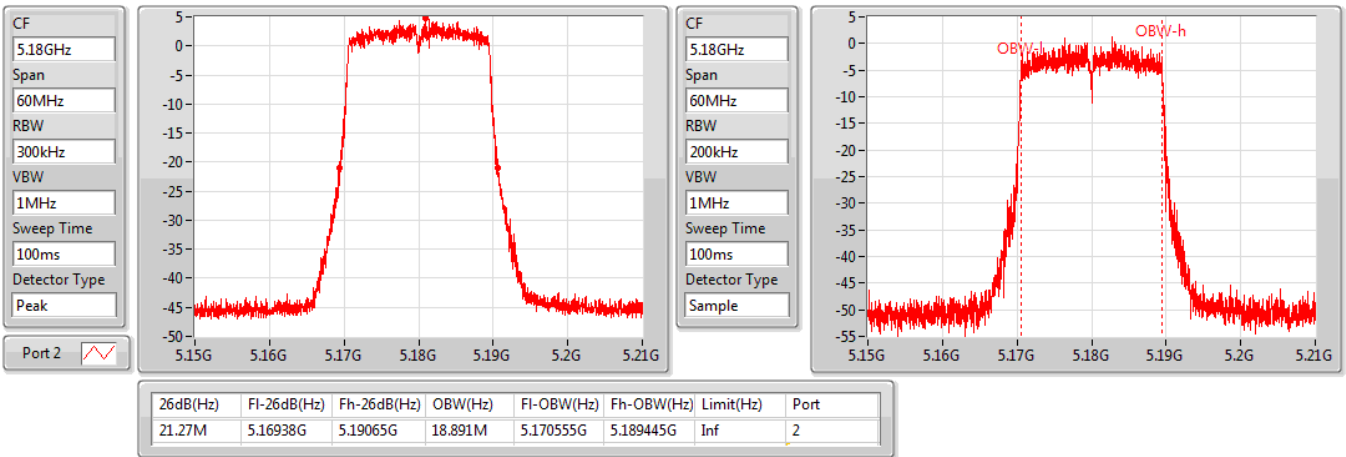 CF
5.18GHz
Span
60MHz
RBW
300kHz
VBW
1MHz
Sweep Time
100ms
Detector Type
Peak
Port 2
5-
0-
-5-
-10-
-15-
-20-
-25-
-30-
-35-
-40-
-45-
-50-
5.15G 5.16G 5.17G 5.18G 5.19G 5.2G 5.21G
CF
5.18GHz
Span
60MHz
RBW
200kHz
VBW
1MHz
Sweep Time
100ms
Detector Type
Sample
5-
0-
-5-
-10-
-15-
-20-
-25-
-30-
-35-
-40-
-45-
-50-
-55-
OBW-h
5.15G 5.16G 5.17G 5.18G 5.19G 5.2G 5.21G
26dB(Hz) Fl-26dB(Hz) Fh-26dB(Hz) OBW(Hz) Fl-OBW(Hz) Fh-OBW(Hz) Limit(Hz) Port
21.27M 5.16938G 5.19065G 18.891M 5.170555G 5.189445G Inf 2